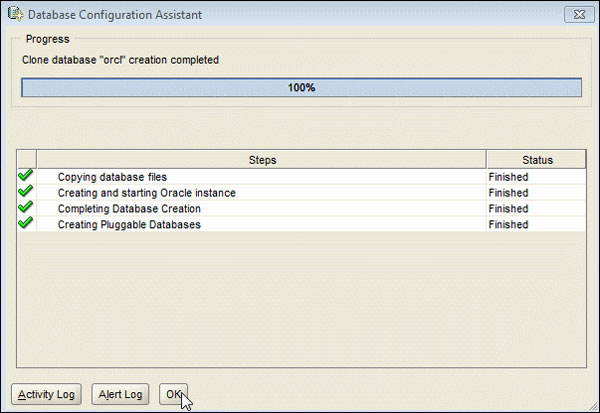 Database Configuration Assistant
Progress
Clone database "orcl" creation completed
100%
Steps Status
Copying database files Finished
Creating and starting Oracle instance Finished
Completing Database Creation Finished
Creating Pluggable Databases Finished
Activity Log Alert Log OK